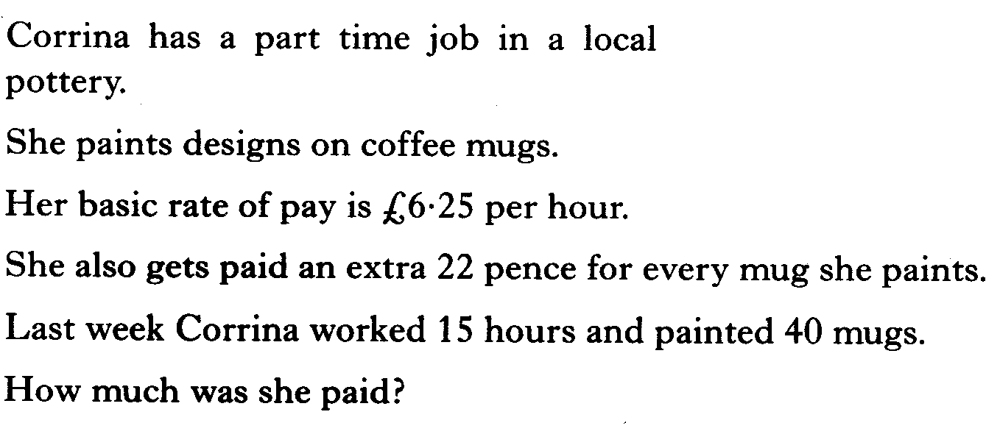 Corrina has a part time job in a local
pottery.
She paints designs on coffee mugs.
Her basic rate of pay is £6·25 per hour.
She also gets paid an extra 22 pence for every mug she paints.
Last week Corrina worked 15 hours and painted 40 mugs.
How much was she paid?